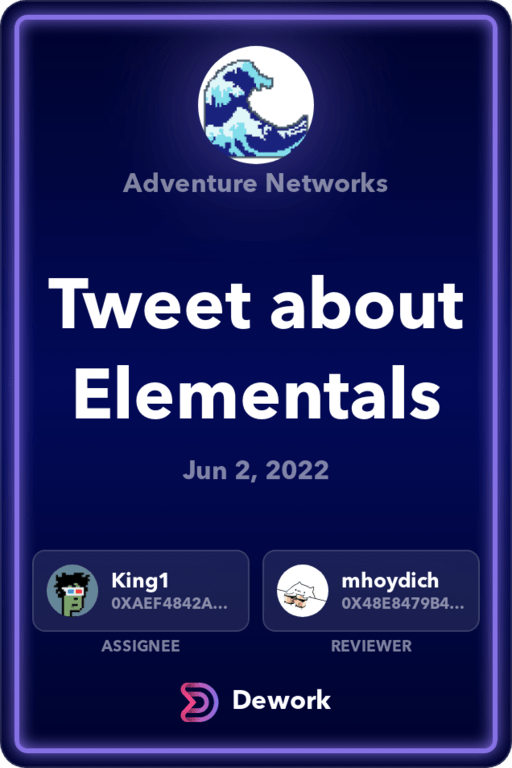 Adventure Networks
Tweet about
Elementals
Jun 2, 2022
King1
0XAEF4842A...
ASSIGNEE
mhoydich
0X48E8479B4...
REVIEWER
Dework